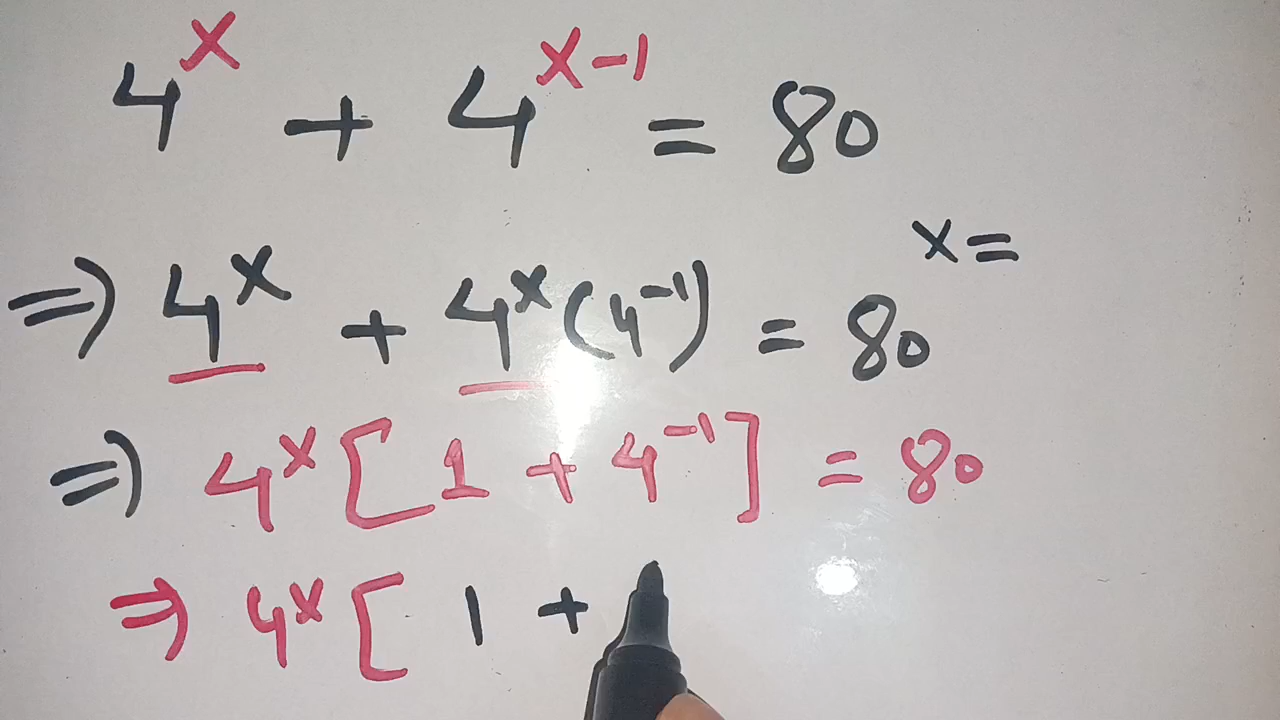 4^x + 4^(x-1) = 80
x =
⇒ 4^x + 4^x (4^-1) = 80
⇒ 4^x [1 + 4^-1] = 80
⇒ 4^x [ 1 +